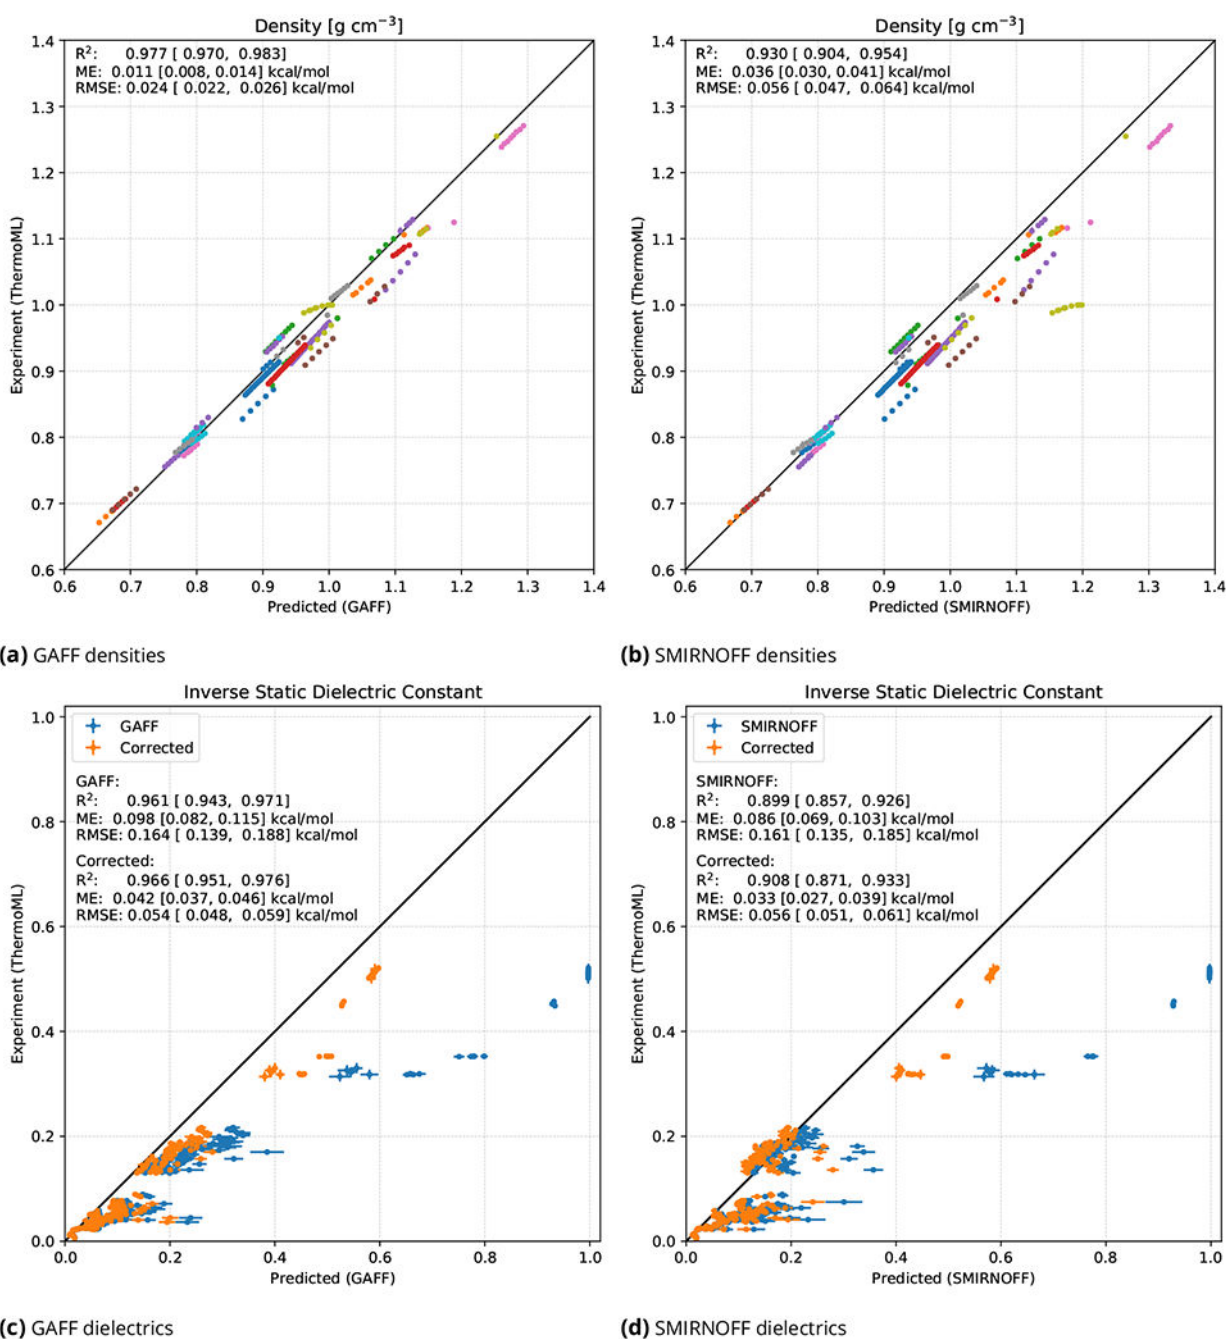 Density [g cm⁻³]
R²: 0.977 [ 0.970, 0.983]
ME: 0.011 [0.008, 0.014] kcal/mol
RMSE: 0.024 [ 0.022, 0.026] kcal/mol
1.4
1.3
1.2
1.1
1.0
0.9
0.8
0.7
0.6
Experiment (ThermoML)
0.6 0.7 0.8 0.9 1.0 1.1 1.2 1.3 1.4
Predicted (GAFF)
(a) GAFF densities
Density [g cm⁻³]
R²: 0.930 [ 0.904, 0.954]
ME: 0.036 [0.030, 0.041] kcal/mol
RMSE: 0.056 [ 0.047, 0.064] kcal/mol
1.4
1.3
1.2
1.1
1.0
0.9
0.8
0.7
0.6
Experiment (ThermoML)
0.6 0.7 0.8 0.9 1.0 1.1 1.2 1.3 1.4
Predicted (SMIRNOFF)
(b) SMIRNOFF densities
Inverse Static Dielectric Constant
GAFF
Corrected
GAFF:
R²: 0.961 [ 0.943, 0.971]
ME: 0.098 [0.082, 0.115] kcal/mol
RMSE: 0.164 [ 0.139, 0.188] kcal/mol
Corrected:
R²: 0.966 [ 0.951, 0.976]
ME: 0.042 [0.037, 0.046] kcal/mol
RMSE: 0.054 [ 0.048, 0.059] kcal/mol
1.0
0.8
0.6
0.4
0.2
0.0
Experiment (ThermoML)
0.0 0.2 0.4 0.6 0.8 1.0
Predicted (GAFF)
(c) GAFF dielectrics
Inverse Static Dielectric Constant
SMIRNOFF
Corrected
SMIRNOFF:
R²: 0.899 [ 0.857, 0.926]
ME: 0.086 [0.069, 0.103] kcal/mol
RMSE: 0.161 [ 0.135, 0.185] kcal/mol
Corrected:
R²: 0.908 [ 0.871, 0.933]
ME: 0.033 [0.027, 0.039] kcal/mol
RMSE: 0.056 [ 0.051, 0.061] kcal/mol
1.0
0.8
0.6
0.4
0.2
0.0
Experiment (ThermoML)
0.0 0.2 0.4 0.6 0.8 1.0
Predicted (SMIRNOFF)
(d) SMIRNOFF dielectrics